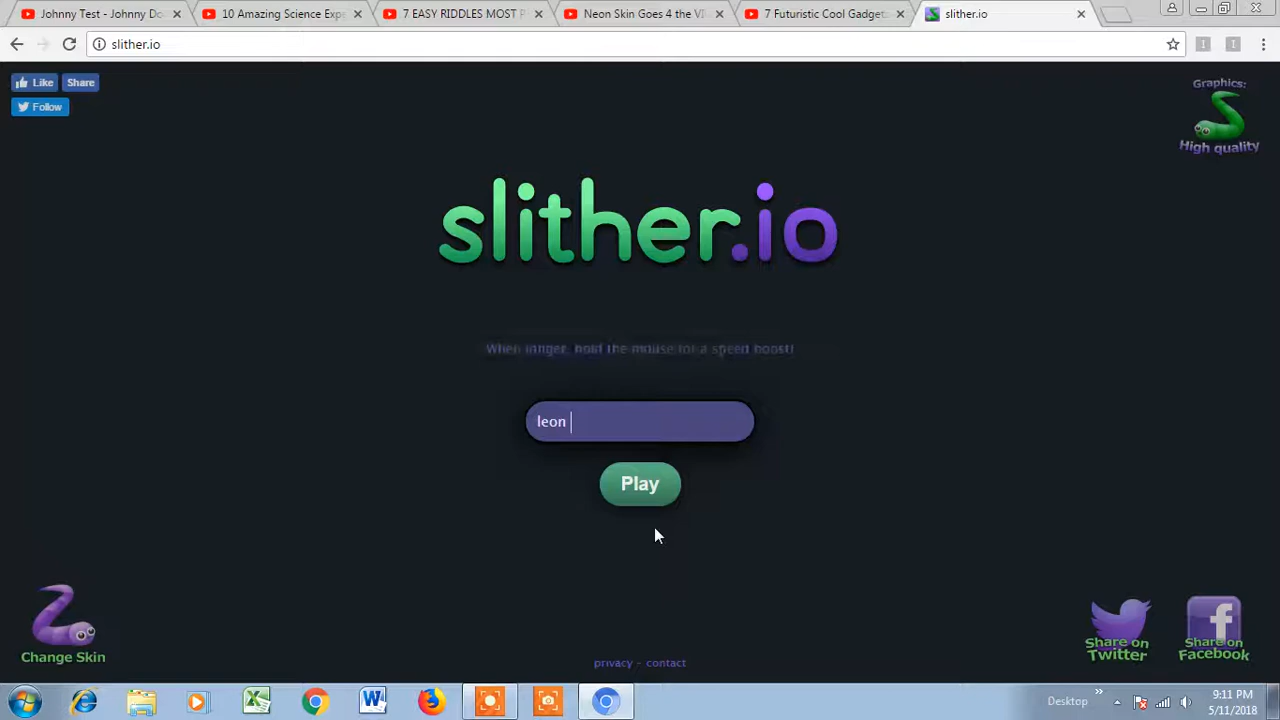 Johnny Test - Johnny Do
10 Amazing Science Exp
7 EASY RIDDLES MOST P
Neon Skin Goes 4 the VI
7 Futuristic Cool Gadget
slither.io
slither.io
Like
Share
Follow
Graphics:
High quality
slither.io
When longer, hold the mouse for a speed boost!
leon
Play
Change Skin
Share on
Twitter
Share on
Facebook
privacy - contact
Desktop
9:11 PM
5/11/2018